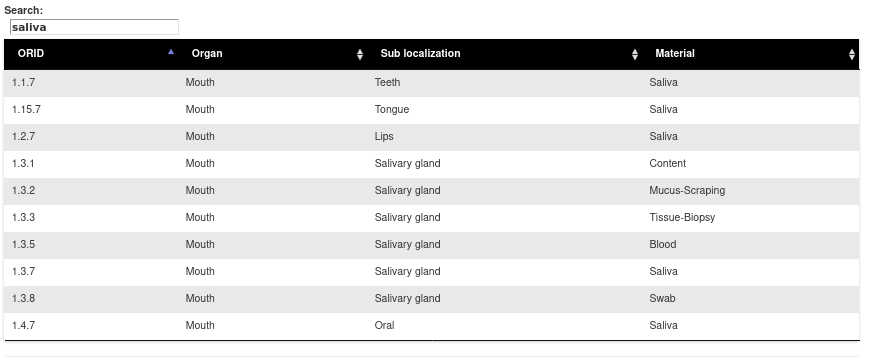 Search:
saliva
ORID Organ Sub localization Material
1.1.7 Mouth Teeth Saliva
1.15.7 Mouth Tongue Saliva
1.2.7 Mouth Lips Saliva
1.3.1 Mouth Salivary gland Content
1.3.2 Mouth Salivary gland Mucus-Scraping
1.3.3 Mouth Salivary gland Tissue-Biopsy
1.3.5 Mouth Salivary gland Blood
1.3.7 Mouth Salivary gland Saliva
1.3.8 Mouth Salivary gland Swab
1.4.7 Mouth Oral Saliva